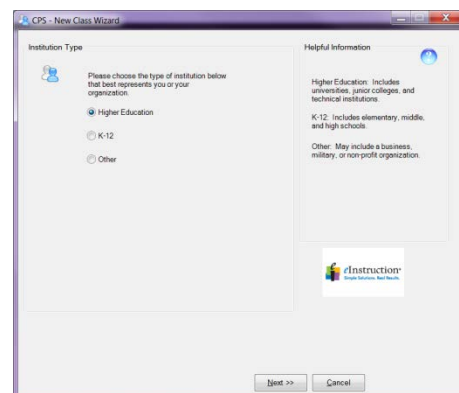 CPS - New Class Wizard
Institution Type
Please choose the type of institution below
that best represents you or your
organization.
Higher Education
K-12
Other
Helpful Information
Higher Education: Includes
universities, junior colleges, and
technical institutions.
K-12: Includes elementary, middle,
and high schools.
Other: May include a business,
military, or non-profit organization.
eInstruction
Simple Solutions. Real Results.
Next >>
Cancel